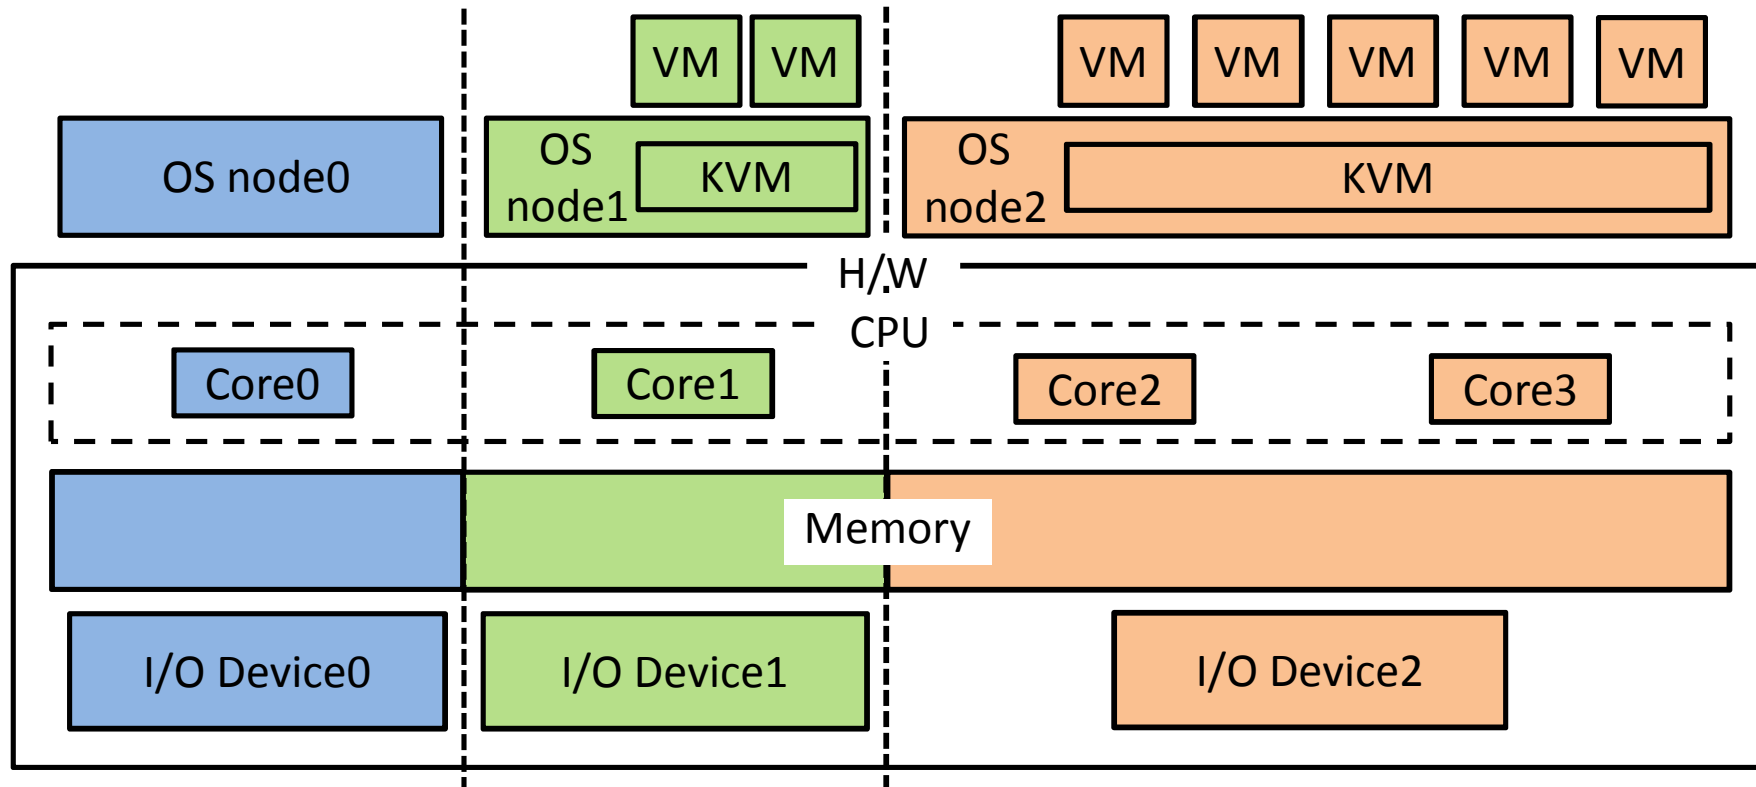 VM VM VM VM VM VM VM
OS node0
OS
node1
KVM
OS
node2
KVM
H/W
CPU
Core0 Core1 Core2 Core3
Memory
I/O Device0 I/O Device1 I/O Device2